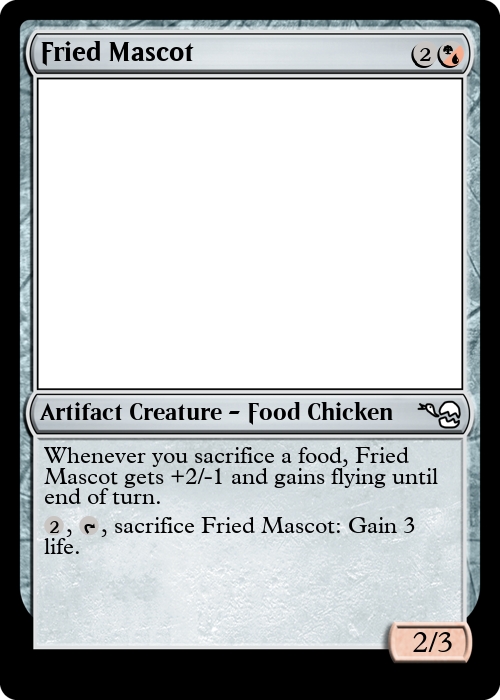 Fried Mascot 2
Artifact Creature – Food Chicken
Whenever you sacrifice a food, Fried
Mascot gets +2/-1 and gains flying until
end of turn.
2, , sacrifice Fried Mascot: Gain 3
life.
2/3